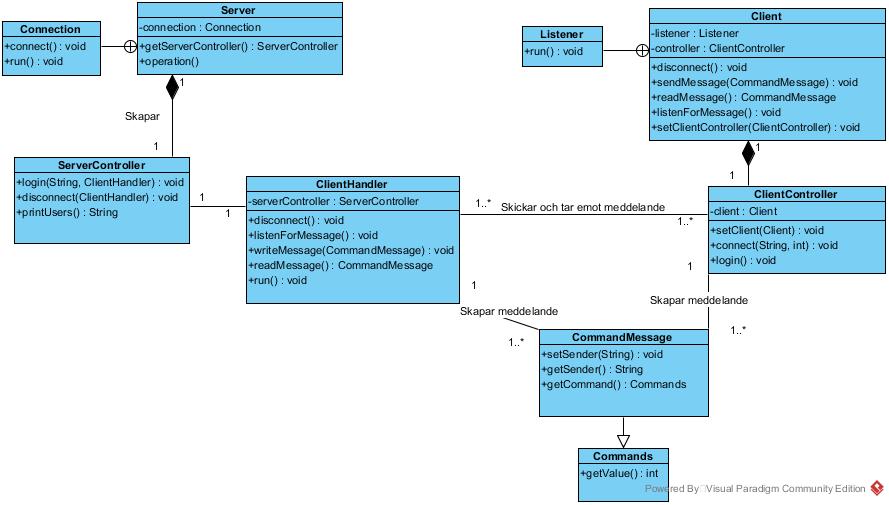 Connection
+connect() : void
+run() : void
Server
-connection : Connection
+getServerController() : ServerController
+operation()
Listener
+run() : void
Client
-listener : Listener
-controller : ClientController
+disconnect() : void
+sendMessage(CommandMessage) : void
+readMessage() : CommandMessage
+listenForMessage() : void
+setClientController(ClientController) : void
1
Skapar
1
1
1
ServerController
+login(String, ClientHandler) : void
+disconnect(ClientHandler) : void
+printUsers() : String
1
1
ClientHandler
-serverController : ServerController
+disconnect() : void
+listenForMessage() : void
+writeMessage(CommandMessage) : void
+readMessage() : CommandMessage
+run() : void
1..*
Skickar och tar emot meddelande
1..*
ClientController
-client : Client
+setClient(Client) : void
+connect(String, int) : void
+login() : void
1
Skapar meddelande
1..*
1
Skapar meddelande
1..*
CommandMessage
+setSender(String) : void
+getSender() : String
+getCommand() : Commands
Commands
+getValue() : int
Powered By Visual Paradigm Community Edition